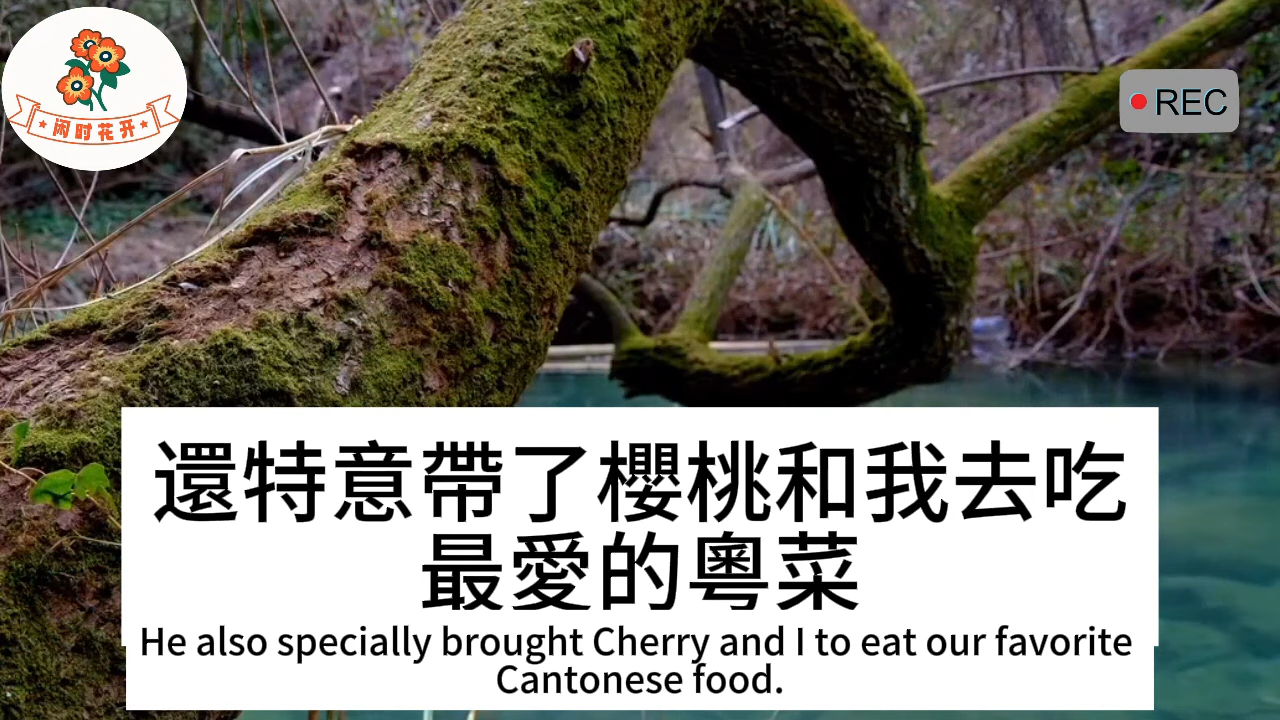 闲时花开
REC
還特意帶了櫻桃和我去吃
最愛的粵菜
He also specially brought Cherry and I to eat our favorite
Cantonese food.